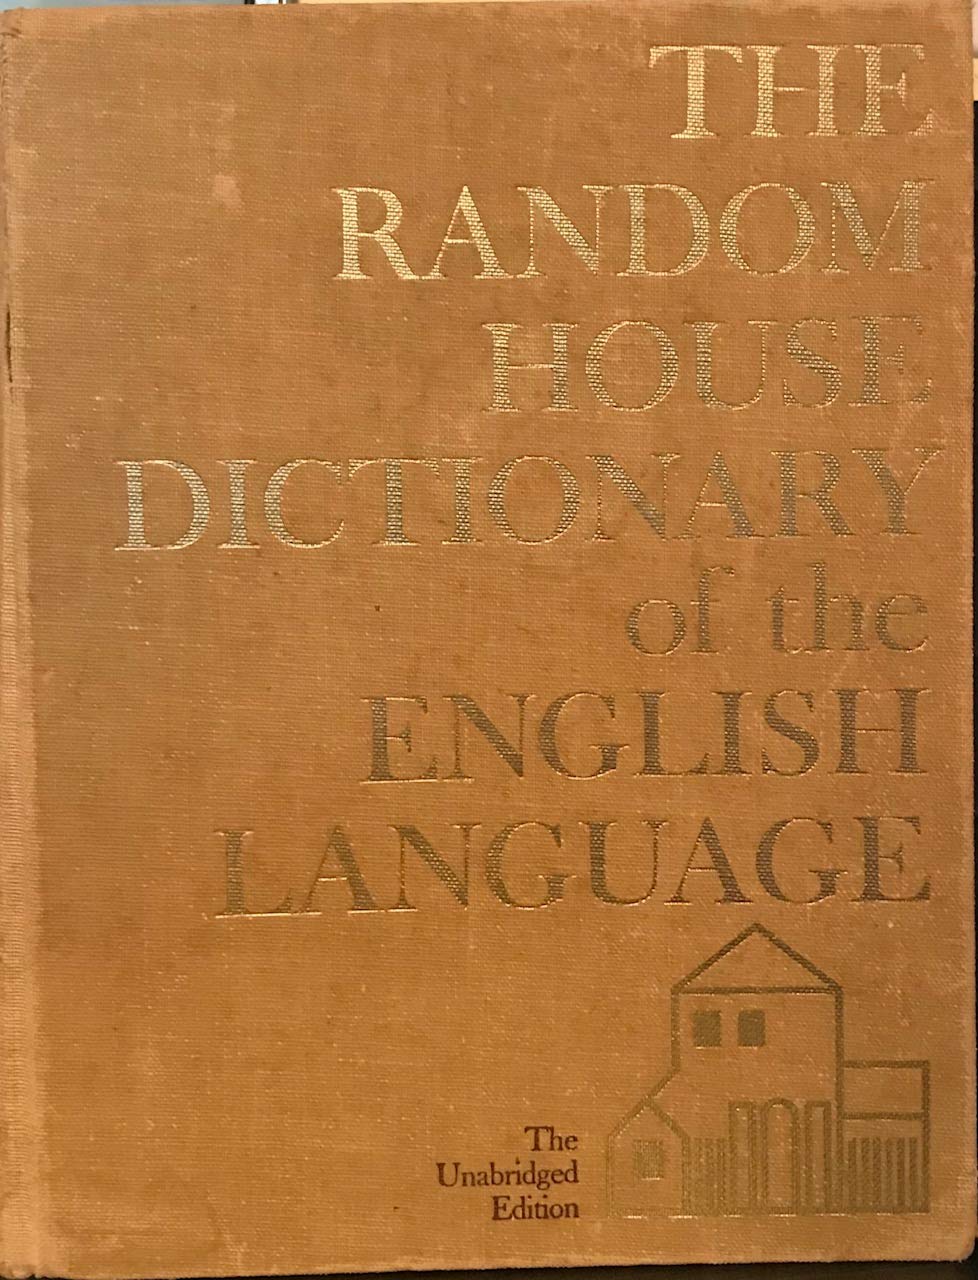 THE
RANDOM
HOUSE
DICTIONARY
of the
ENGLISH
LANGUAGE
The
Unabridged
Edition